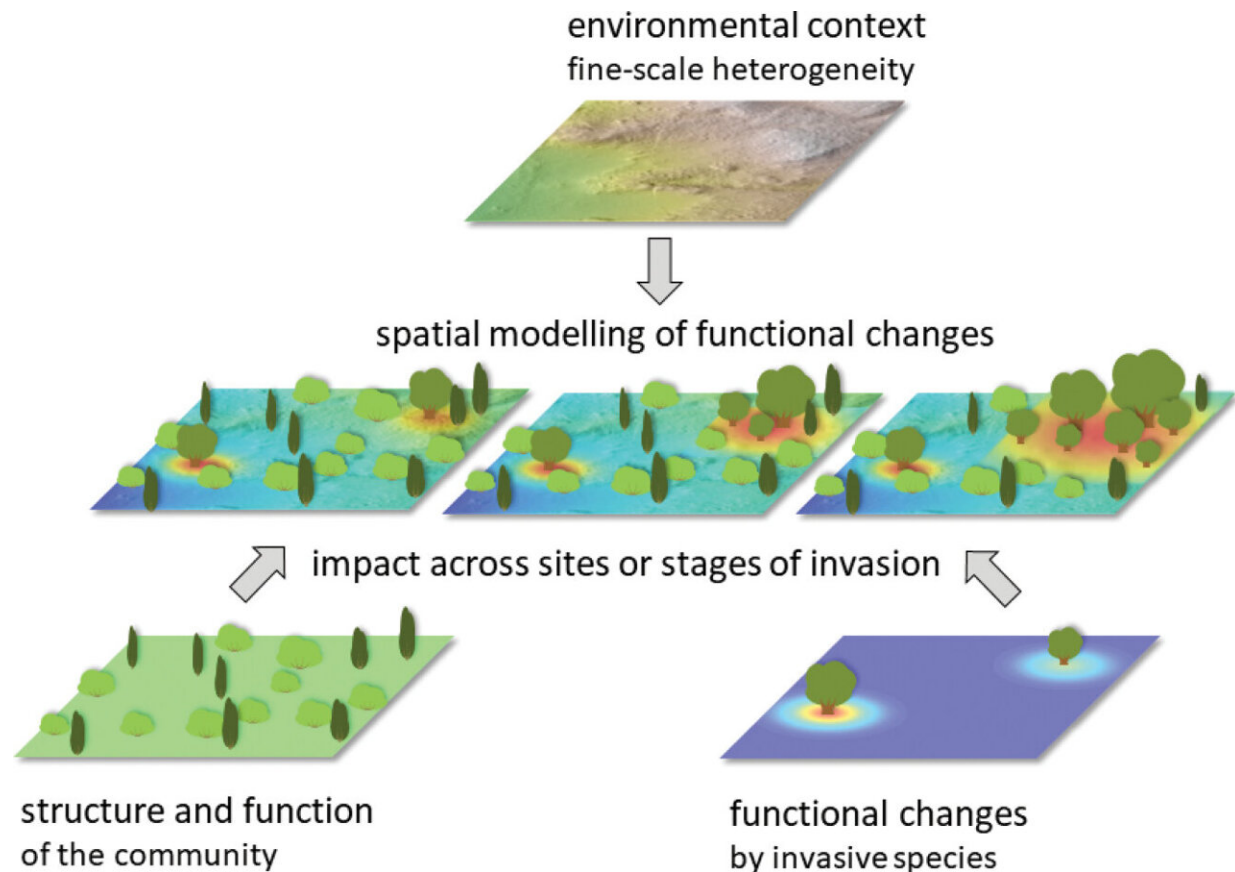 environmental context
fine-scale heterogeneity
spatial modelling of functional changes
impact across sites or stages of invasion
structure and function
of the community
functional changes
by invasive species